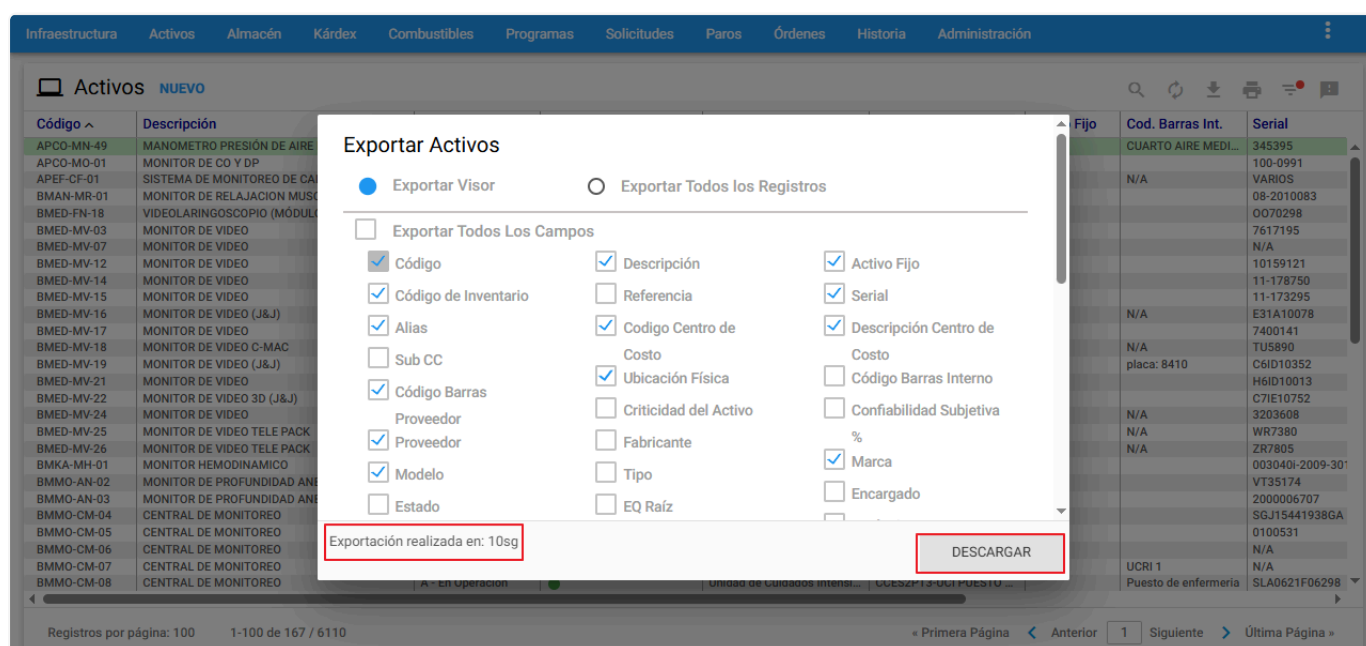 Infraestructura Activos Almacén Kárdex Combustibles Programas Solicitudes Paros Órdenes Historia Administración
Activos NUEVO
Código Descripción Fijo Cod. Barras Int. Serial
APCO-MN-49 MANOMETRO PRESIÓN DE AIRE CUARTO AIRE MEDI... 345395
APCO-MO-01 MONITOR DE CO Y DP 100-0991
APEF-CF-01 SISTEMA DE MONITOREO DE CA N/A VARIOS
BMAN-MR-01 MONITOR DE RELAJACION MUSC 08-2010083
BMED-FN-18 VIDEOLARINGOSCOPIO (MÓDUL 0070298
BMED-MV-03 MONITOR DE VIDEO 7617195
BMED-MV-07 MONITOR DE VIDEO N/A
BMED-MV-12 MONITOR DE VIDEO 10159121
BMED-MV-14 MONITOR DE VIDEO 11-178750
BMED-MV-15 MONITOR DE VIDEO 11-173295
BMED-MV-16 MONITOR DE VIDEO (J&J) N/A E31A10078
BMED-MV-17 MONITOR DE VIDEO 7400141
BMED-MV-18 MONITOR DE VIDEO C-MAC N/A TU5890
BMED-MV-19 MONITOR DE VIDEO (J&J) placa: 8410 C6ID10352
BMED-MV-21 MONITOR DE VIDEO H6ID10013
BMED-MV-22 MONITOR DE VIDEO 3D (J&J) C7IE10752
BMED-MV-24 MONITOR DE VIDEO N/A 3203608
BMED-MV-25 MONITOR DE VIDEO TELE PACK N/A WR7380
BMED-MV-26 MONITOR DE VIDEO TELE PACK N/A ZR7805
BMKA-MH-01 MONITOR HEMODINAMICO 003040i-2009-301
BMMO-AN-02 MONITOR DE PROFUNDIDAD ANE VT35174
BMMO-AN-03 MONITOR DE PROFUNDIDAD ANE 2000006707
BMMO-CM-04 CENTRAL DE MONITOREO SGJ15441938GA
BMMO-CM-05 CENTRAL DE MONITOREO 0100531
BMMO-CM-06 CENTRAL DE MONITOREO N/A
BMMO-CM-07 CENTRAL DE MONITOREO UCRI 1 N/A
BMMO-CM-08 CENTRAL DE MONITOREO A - En Operación Unidad de Cuidados Intensi... CCES2P13-UCI PUESTO ... Puesto de enfermeria SLA0621F06298
Exportar Activos
Exportar Visor Exportar Todos los Registros
Exportar Todos Los Campos
Código Descripción Activo Fijo
Código de Inventario Referencia Serial
Alias Codigo Centro de Costo Descripción Centro de Costo
Sub CC Ubicación Física Código Barras Interno
Código Barras Proveedor Criticidad del Activo Confiabilidad Subjetiva %
Proveedor Fabricante Marca
Modelo Tipo Encargado
Estado EQ Raíz
Exportación realizada en: 10sg DESCARGAR
Registros por página: 100 1-100 de 167 / 6110 « Primera Página Anterior 1 Siguiente Última Página »